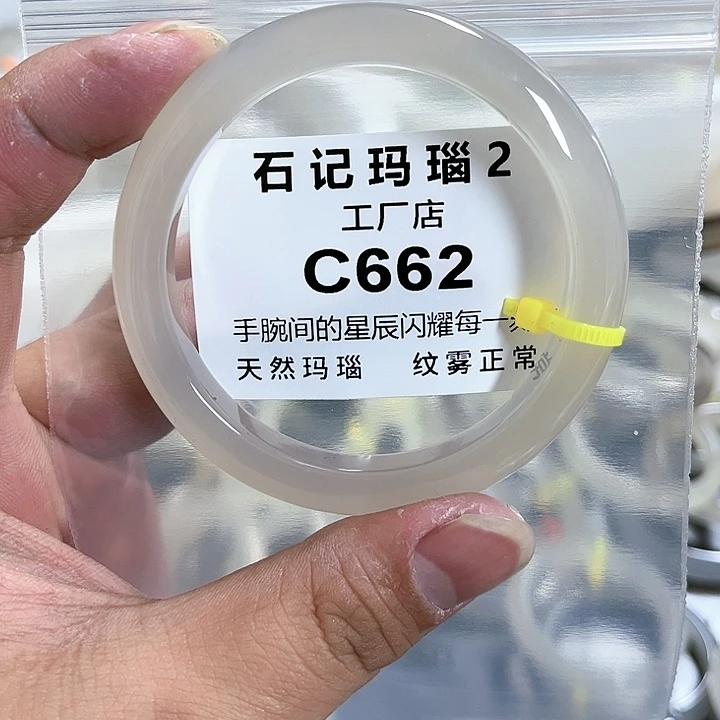 石记玛瑙2
工厂店
C662
手腕间的星辰闪耀每一
天然玛瑙 纹雾正常